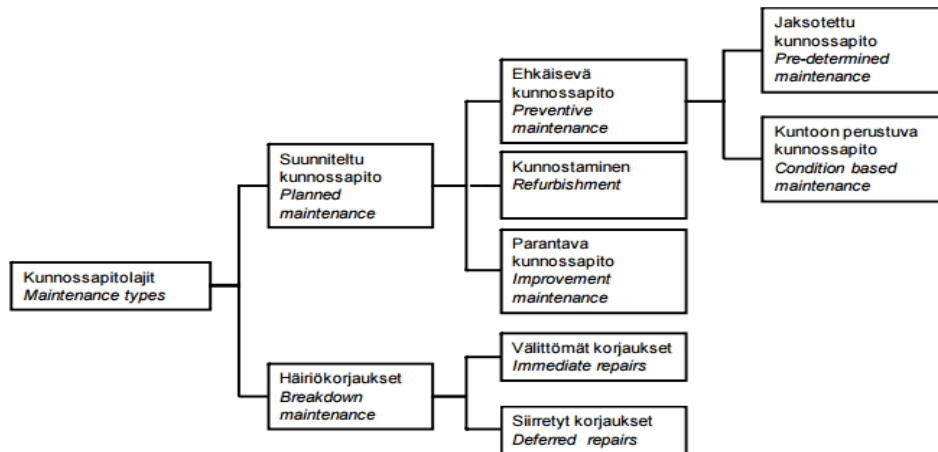 Kunnossapitolajit
Maintenance types
Suunniteltu
kunnossapito
Planned
maintenance
Häiriökorjaukset
Breakdown
maintenance
Ehkäisevä
kunnossapito
Preventive
maintenance
Kunnostaminen
Refurbishment
Parantava
kunnossapito
Improvement
maintenance
Välittömät korjaukset
Immediate repairs
Siirretyt korjaukset
Deferred repairs
Jaksotettu
kunnossapito
Pre-determined
maintenance
Kuntoon perustuva
kunnossapito
Condition based
maintenance